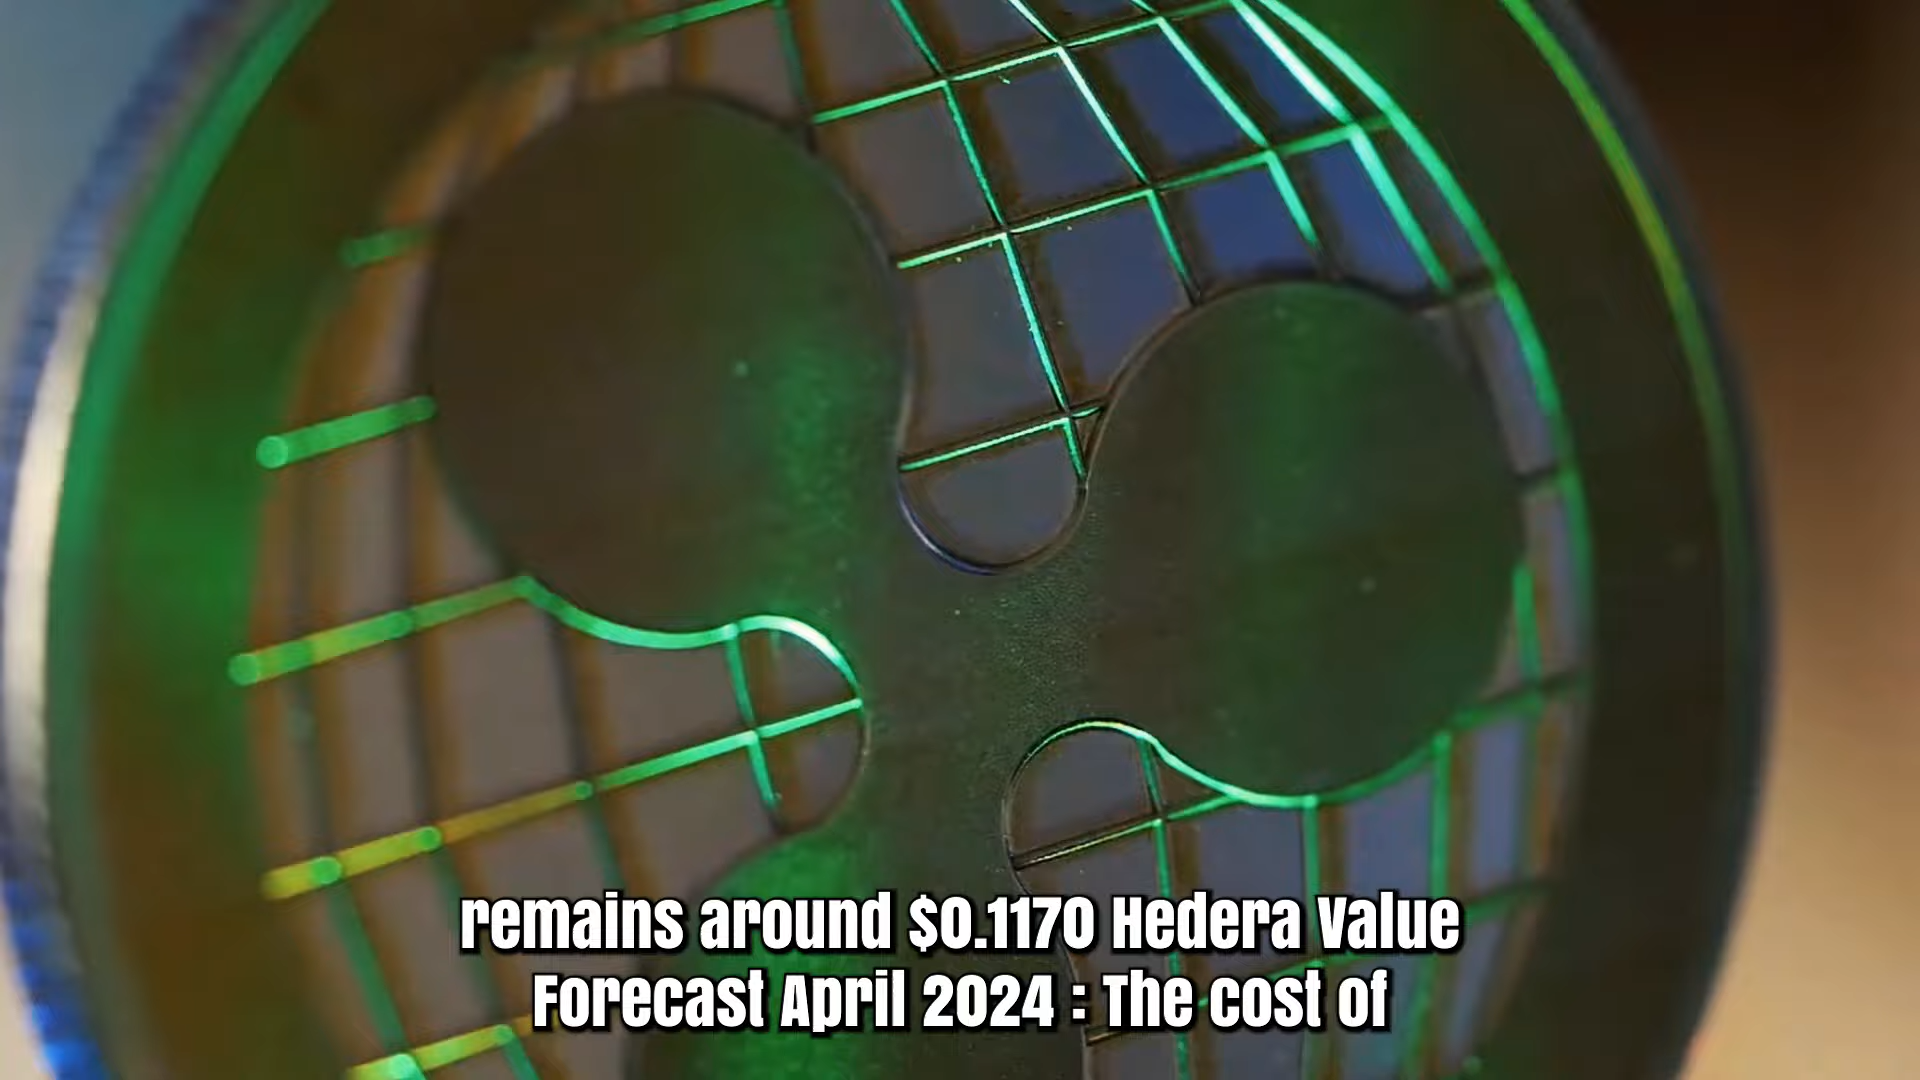 remains around $0.1170 Hedera Value
Forecast April 2024 : The cost of